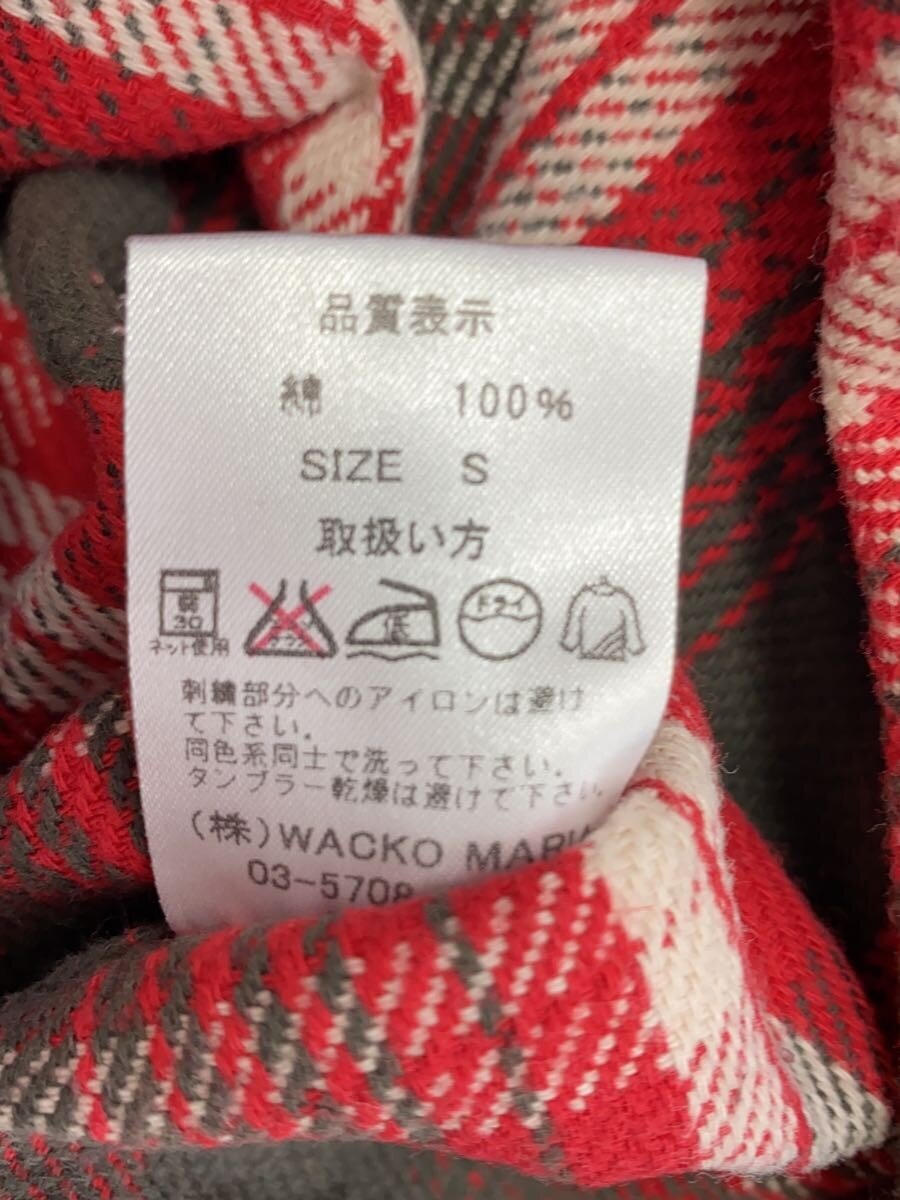 品質表示
綿 100%
SIZE S
取扱い方
弱
30
ネット使用
低
ドライ
刺繍部分へのアイロンは避け
て下さい.
同色系同士で洗って下さい.
タンブラー乾燥は避けて下さい
(株)WACKO
03-5708